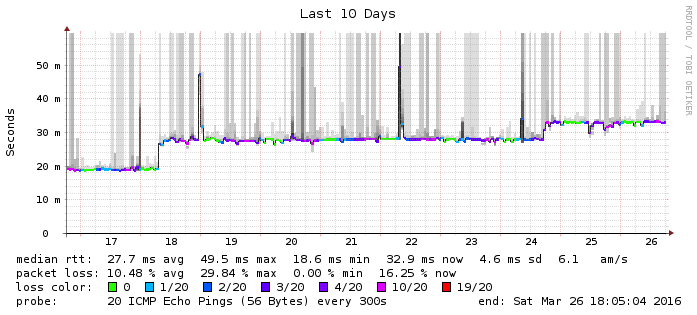 Last 10 Days
RRDTOOL / TOBI OETIKER
Seconds
50 m
40 m
30 m
20 m
10 m
0
17 18 19 20 21 22 23 24 25 26
median rtt: 27.7 ms avg 49.5 ms max 18.6 ms min 32.9 ms now 4.6 ms sd 6.1 am/s
packet loss: 10.48 % avg 29.84 % max 0.00 % min 16.25 % now
loss color: 0 1/20 2/20 3/20 4/20 10/20 19/20
probe: 20 ICMP Echo Pings (56 Bytes) every 300s end: Sat Mar 26 18:05:04 2016